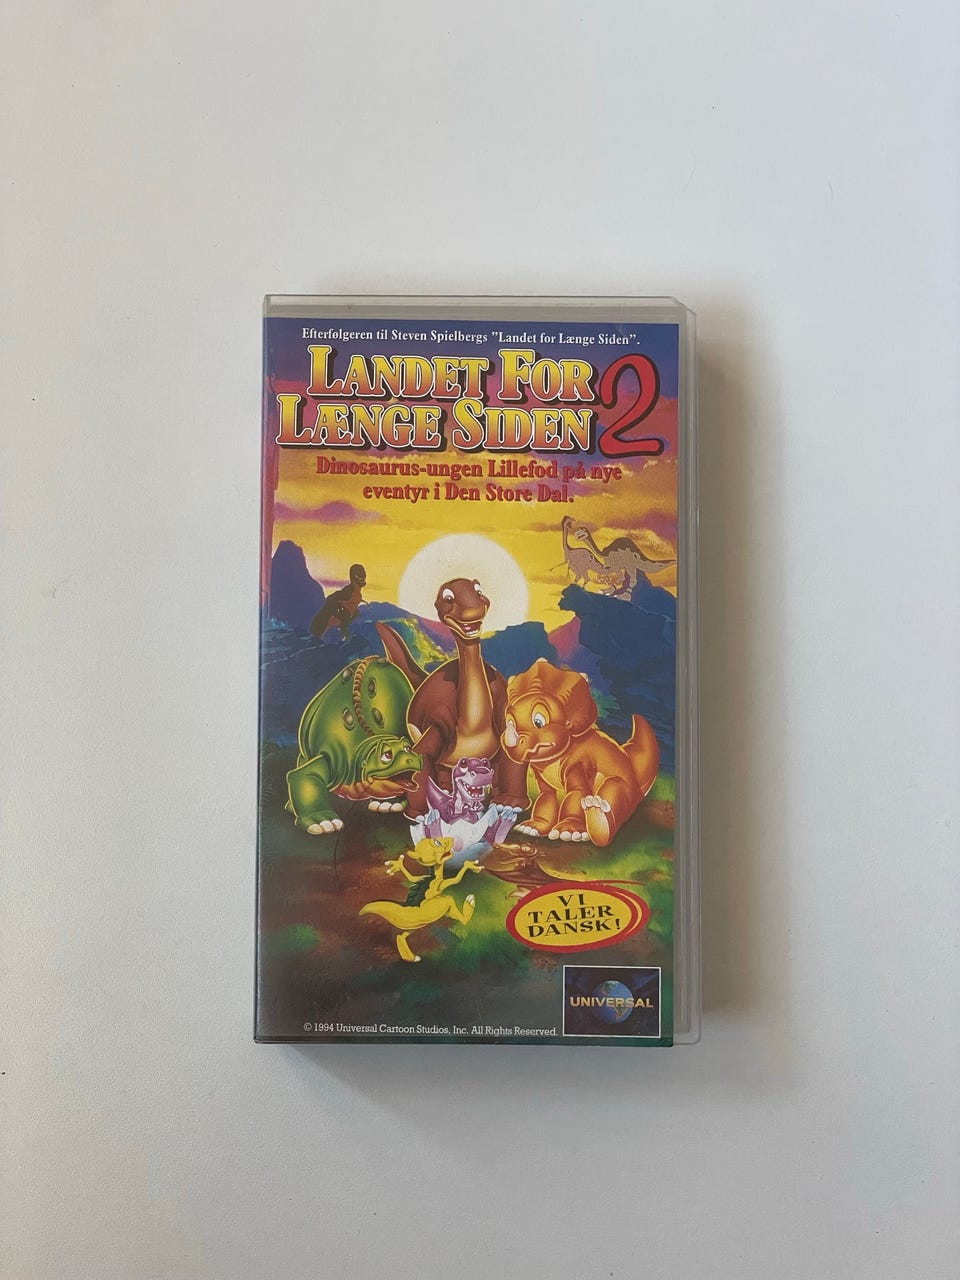 Efterfølgeren til Steven Spielbergs "Landet for Længe Siden".
LANDET FOR
LÆNGE SIDEN 2
Dinosaurus-ungen Lillefod på nye
eventyr i Den Store Dal.
VI
TALER
DANSK!
UNIVERSAL
© 1994 Universal Cartoon Studios, Inc. All Rights Reserved.